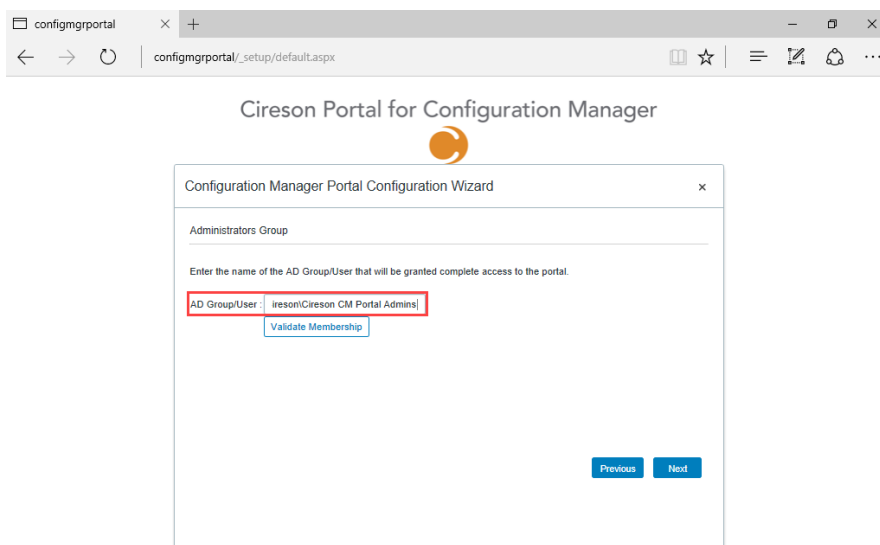 configmgrportal
configmgrportal/_setup/default.aspx
Cireson Portal for Configuration Manager
Configuration Manager Portal Configuration Wizard
Administrators Group
Enter the name of the AD Group/User that will be granted complete access to the portal.
AD Group/User : ireson\Cireson CM Portal Admins
Validate Membership
Previous Next